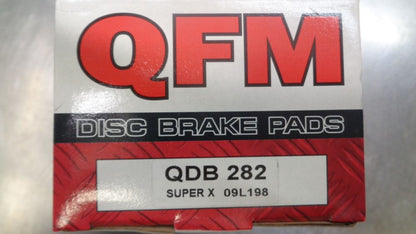 QFM
DISC BRAKE PADS
QDB 282
SUPER X 09L198